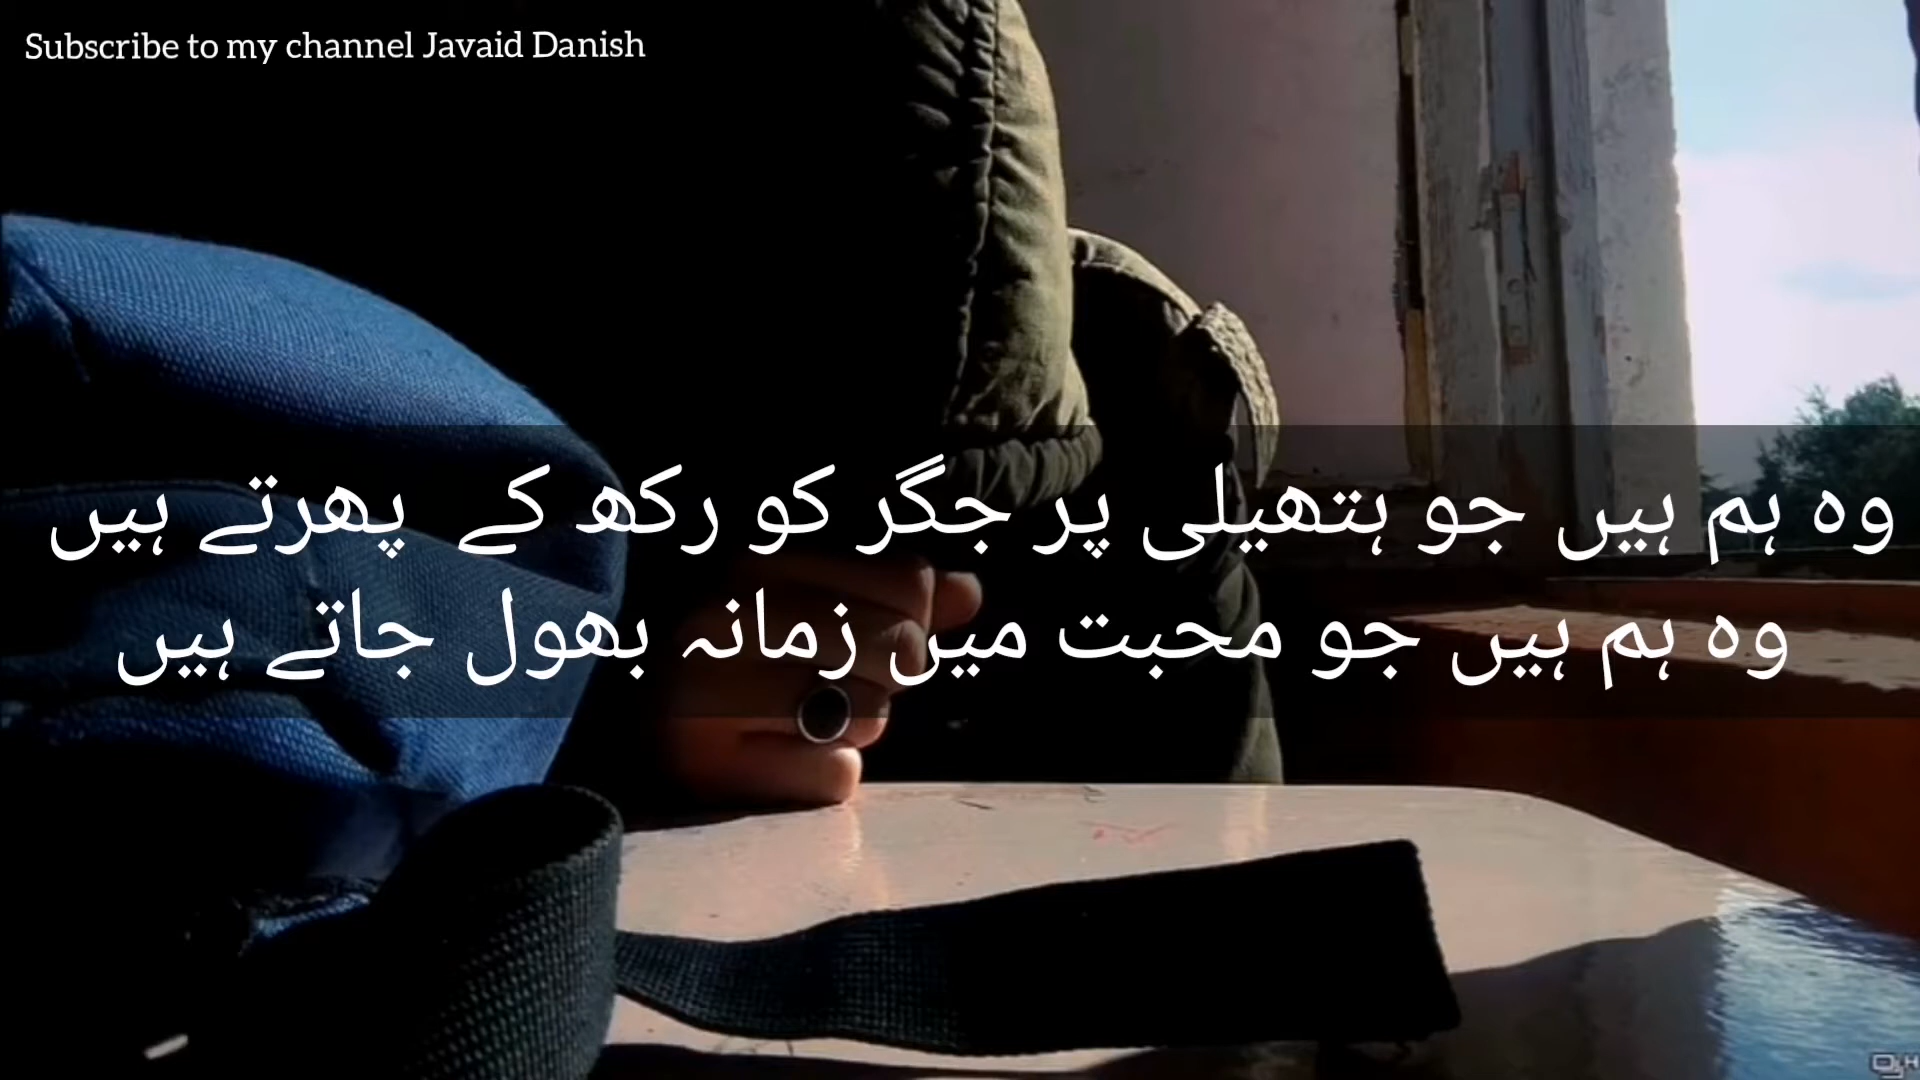 Subscribe to my channel Javaid Danish
وہ ہم ہیں جو ہتھیلی پر جگر کو رکھ کے پھرتے ہیں
وہ ہم ہیں جو محبت میں زمانہ بھول جاتے ہیں